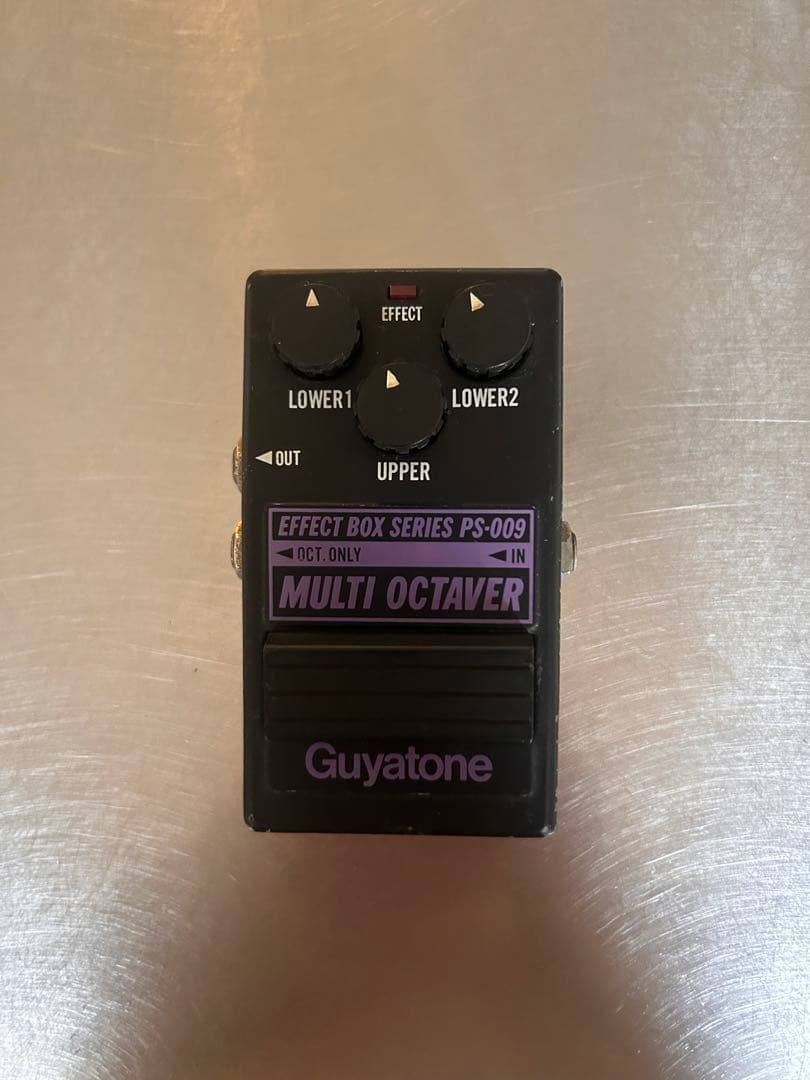 EFFECT
LOWER1
LOWER2
UPPER
OUT
EFFECT BOX SERIES PS-009
OCT. ONLY
IN
MULTI OCTAVER
Guyatone